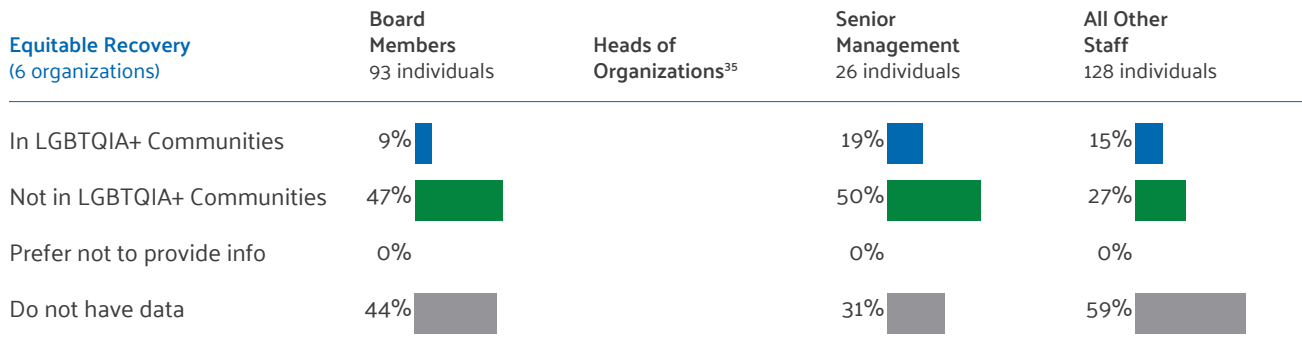 Equitable Recovery
(6 organizations)
Board
Members
93 individuals
Heads of
Organizations³⁵
Senior
Management
26 individuals
All Other
Staff
128 individuals
In LGBTQIA+ Communities 9% 19% 15%
Not in LGBTQIA+ Communities 47% 50% 27%
Prefer not to provide info 0% 0% 0%
Do not have data 44% 31% 59%